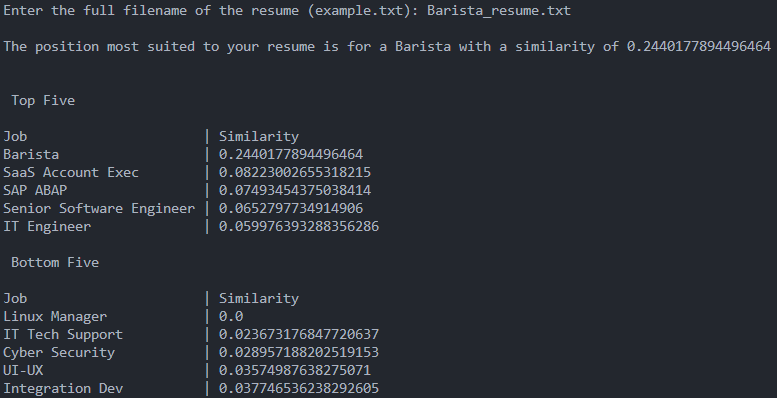 Enter the full filename of the resume (example.txt): Barista_resume.txt
The position most suited to your resume is for a Barista with a similarity of 0.2440177894496464
Top Five
Job | Similarity
Barista | 0.2440177894496464
SaaS Account Exec | 0.08223002655318215
SAP ABAP | 0.07493454375038414
Senior Software Engineer | 0.0652797734914906
IT Engineer | 0.059976393288356286
Bottom Five
Job | Similarity
Linux Manager | 0.0
IT Tech Support | 0.023673176847720637
Cyber Security | 0.028957188202519153
UI-UX | 0.03574987638275071
Integration Dev | 0.037746536238292605